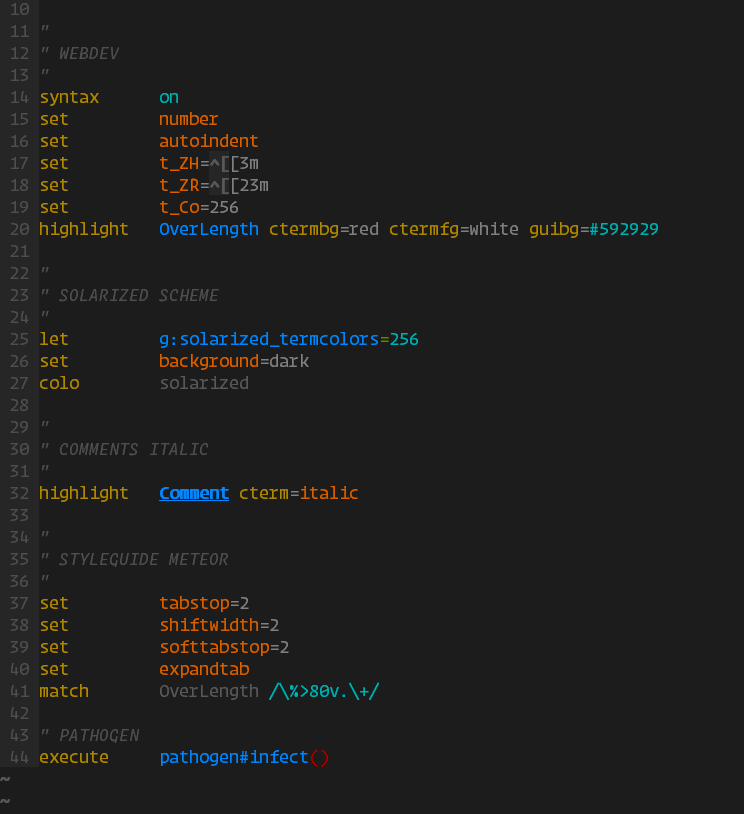 10
11 "
12 " WEBDEV
13 "
14 syntax      on
15 set         number
16 set         autoindent
17 set         t_ZH=^[[3m
18 set         t_ZR=^[[23m
19 set         t_Co=256
20 highlight   OverLength ctermbg=red ctermfg=white guibg=#592929
21
22 "
23 " SOLARIZED SCHEME
24 "
25 let         g:solarized_termcolors=256
26 set         background=dark
27 colo        solarized
28
29 "
30 " COMMENTS ITALIC
31 "
32 highlight   Comment cterm=italic
33
34 "
35 " STYLEGUIDE METEOR
36 "
37 set         tabstop=2
38 set         shiftwidth=2
39 set         softtabstop=2
40 set         expandtab
41 match       OverLength /\%>80v.\+/
42
43 " PATHOGEN
44 execute     pathogen#infect()
~
~